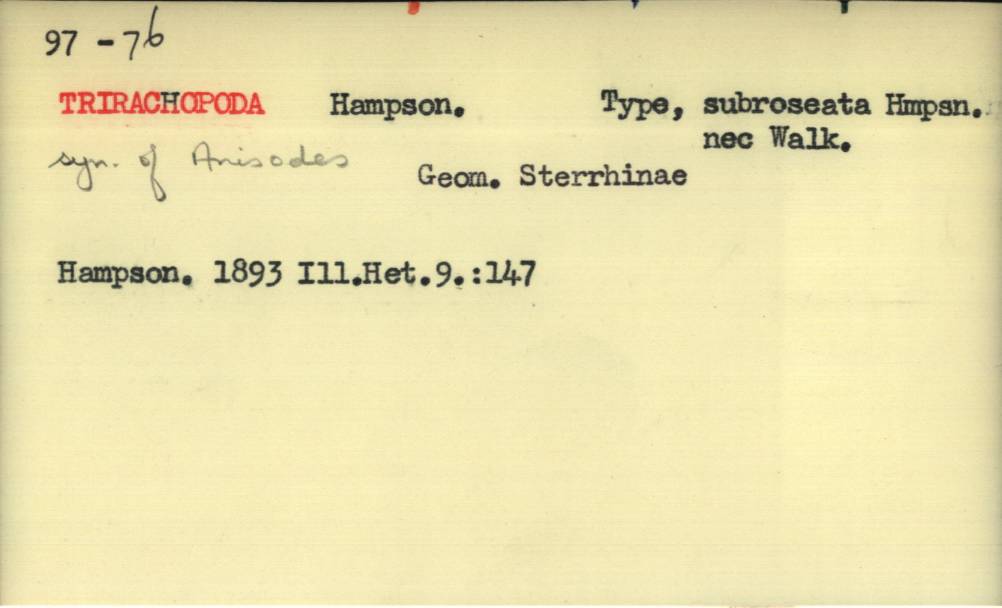 97 - 76
TRIRACHOPODA Hampson. Type, subroseata Hmpsn.
nec Walk.
syn. of Anisodes
Geom. Sterrhinae
Hampson. 1893 Ill.Het.9.:147